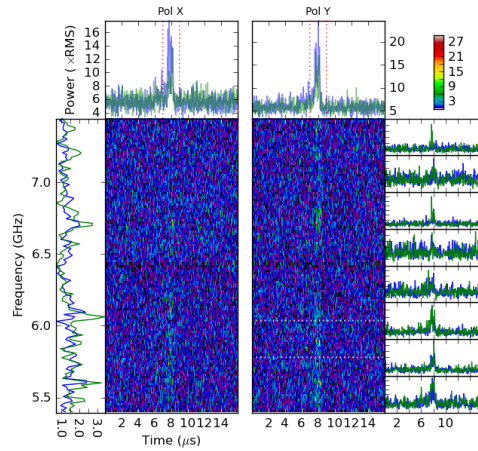 Pol X
Pol Y
Power (×RMS)
16
14
12
10
8
6
4
20
15
10
5
27
21
15
9
3
Frequency (GHz)
7.0
6.5
6.0
5.5
1.0
2.0
3.0
2 4 6 8 10 12 14
0 2 4 6 8 10 12 14
2 6 10
Time (μs)